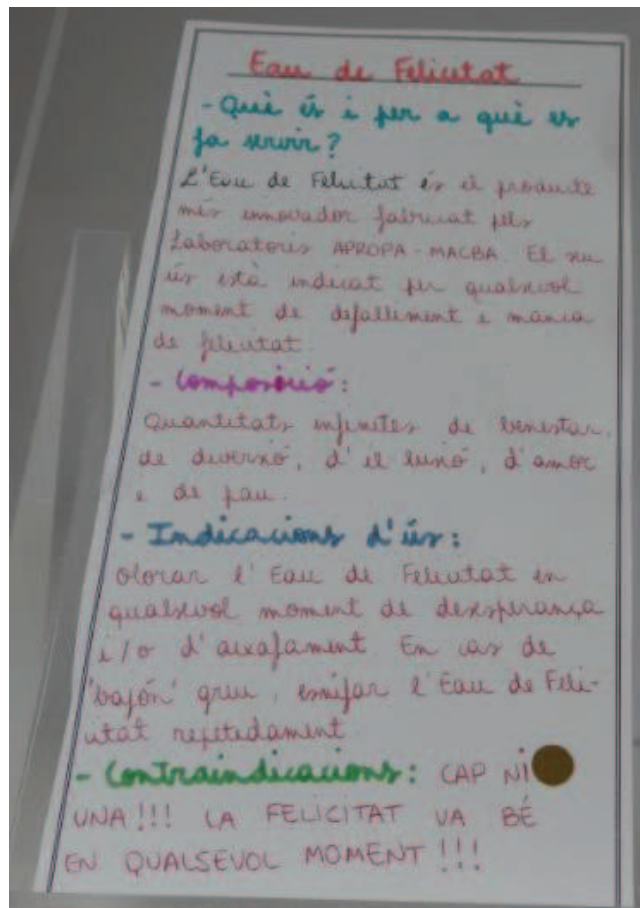 Eau de Felicitat
- Què és i per a què es
fa servir?
L'Eau de Felicitat és el producte
més innovador fabricat pels
Laboratoris APROPA-MACBA. El seu
ús està indicat per qualsevol
moment de defalliment i manca
de felicitat.
- Composició:
Quantitats infinites de benestar,
de diversió, d'il·lusió, d'amor
i de pau.
- Indicacions d'ús:
Olorar l'Eau de Felicitat en
qualsevol moment de desesperança
i/o d'aixafament. En cas de
'bajón' greu, esnifar l'Eau de Feli-
citat repetedament.
- Contraindicacions: CAP NI
UNA!!! LA FELICITAT VA BÉ
EN QUALSEVOL MOMENT!!!